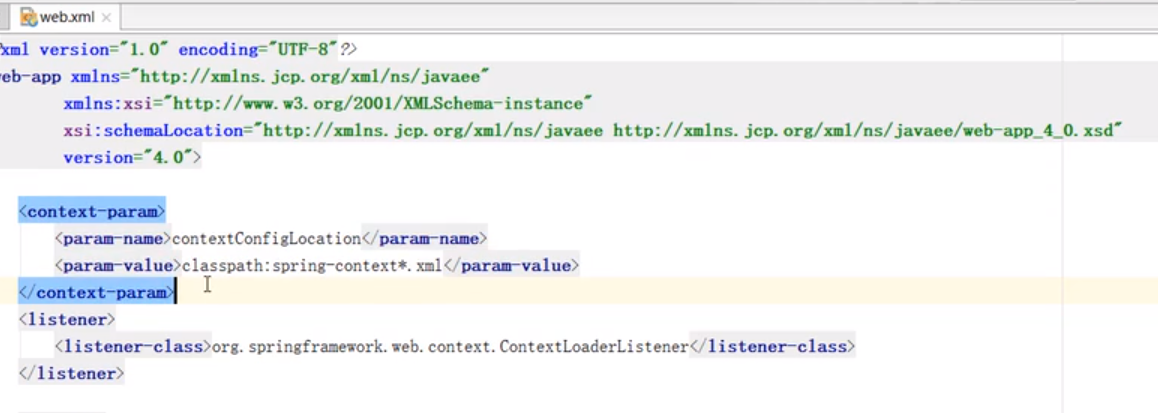 web.xml
xml version="1.0" encoding="UTF-8"?>
eb-app xmlns="http://xmlns.jcp.org/xml/ns/javaee"
xmlns:xsi="http://www.w3.org/2001/XMLSchema-instance"
xsi:schemaLocation="http://xmlns.jcp.org/xml/ns/javaee http://xmlns.jcp.org/xml/ns/javaee/web-app_4_0.xsd"
version="4.0">
<context-param>
<param-name>contextConfigLocation</param-name>
<param-value>classpath:spring-context*.xml</param-value>
</context-param>
<listener>
<listener-class>org.springframework.web.context.ContextLoaderListener</listener-class>
</listener>